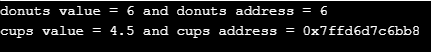 donuts value = 6 and donuts address = 6
cups value = 4.5 and cups address = 0x7ffd6d7c6bb8